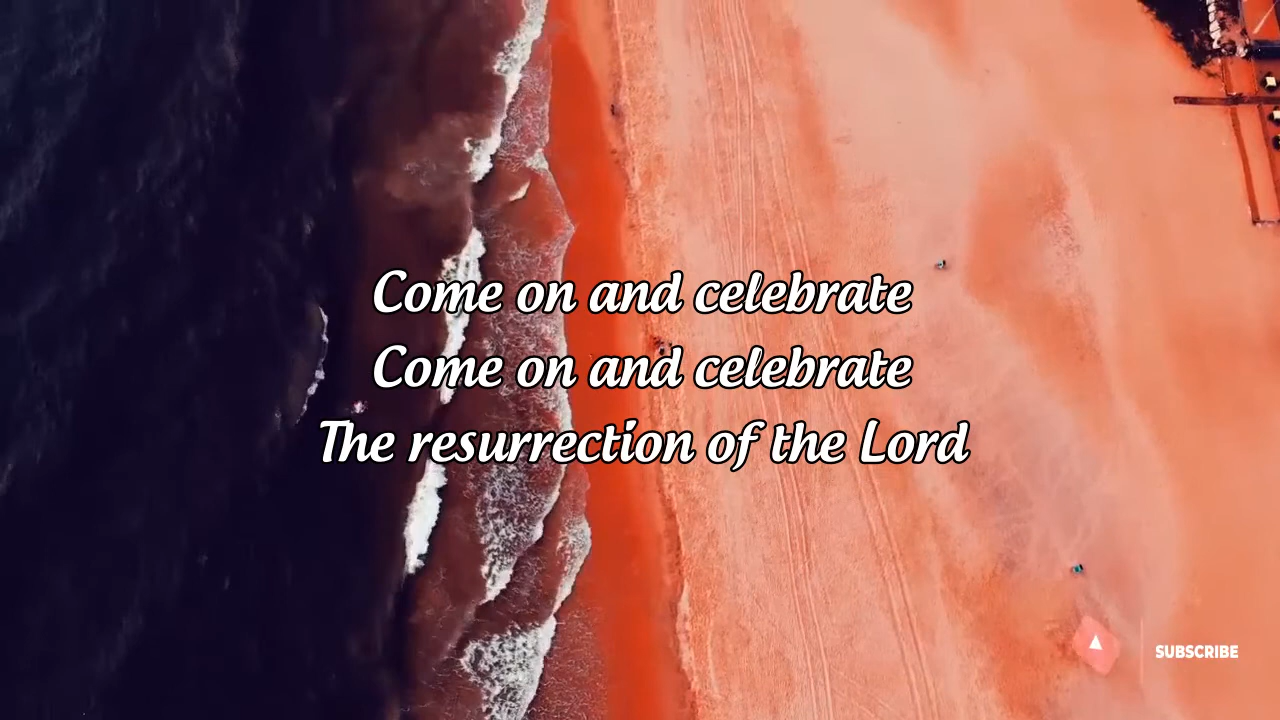 Come on and celebrate
Come on and celebrate
The resurrection of the Lord
SUBSCRIBE